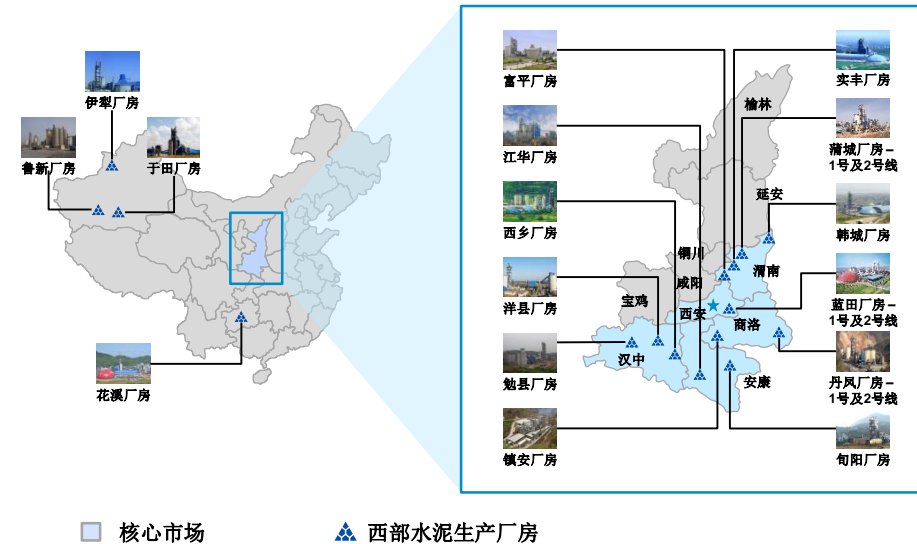 伊犁厂房
鲁新厂房
于田厂房
花溪厂房
富平厂房
江华厂房
西乡厂房
洋县厂房
勉县厂房
镇安厂房
榆林
延安
铜川
咸阳
渭南
宝鸡
西安
商洛
汉中
安康
实丰厂房
蒲城厂房–
1号及2号线
韩城厂房
蓝田厂房–
1号及2号线
丹凤厂房–
1号及2号线
旬阳厂房
核心市场
西部水泥生产厂房